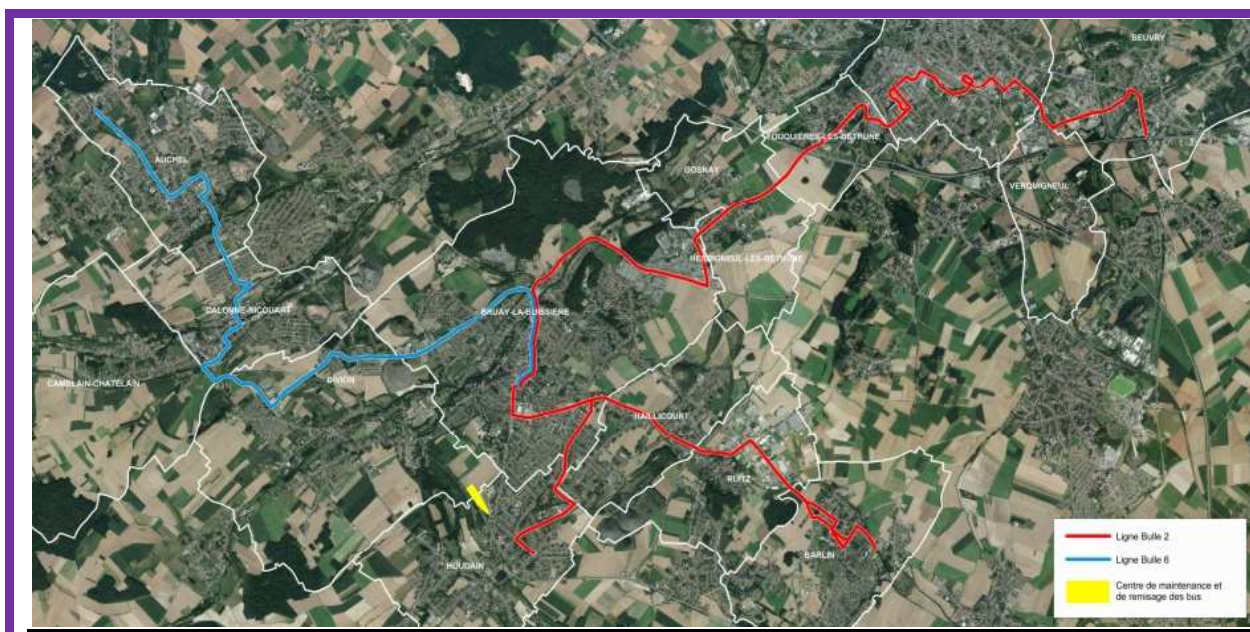 BEUVRY
FOUQUIERES-LES-BETHUNE
AUCHEL
GOSNAY
VERQUIGNEUL
HESDIGNEUL-LES-BETHUNE
CALONNE-RICOUART
BRUAY-LA-BUISSIERE
CAMBLAIN-CHATELAIN
DIVION
HAILLICOURT
RUITZ
HOUDAIN
BARLIN
Ligne Bulle 2
Ligne Bulle 6
Centre de maintenance et
de remisage des bus